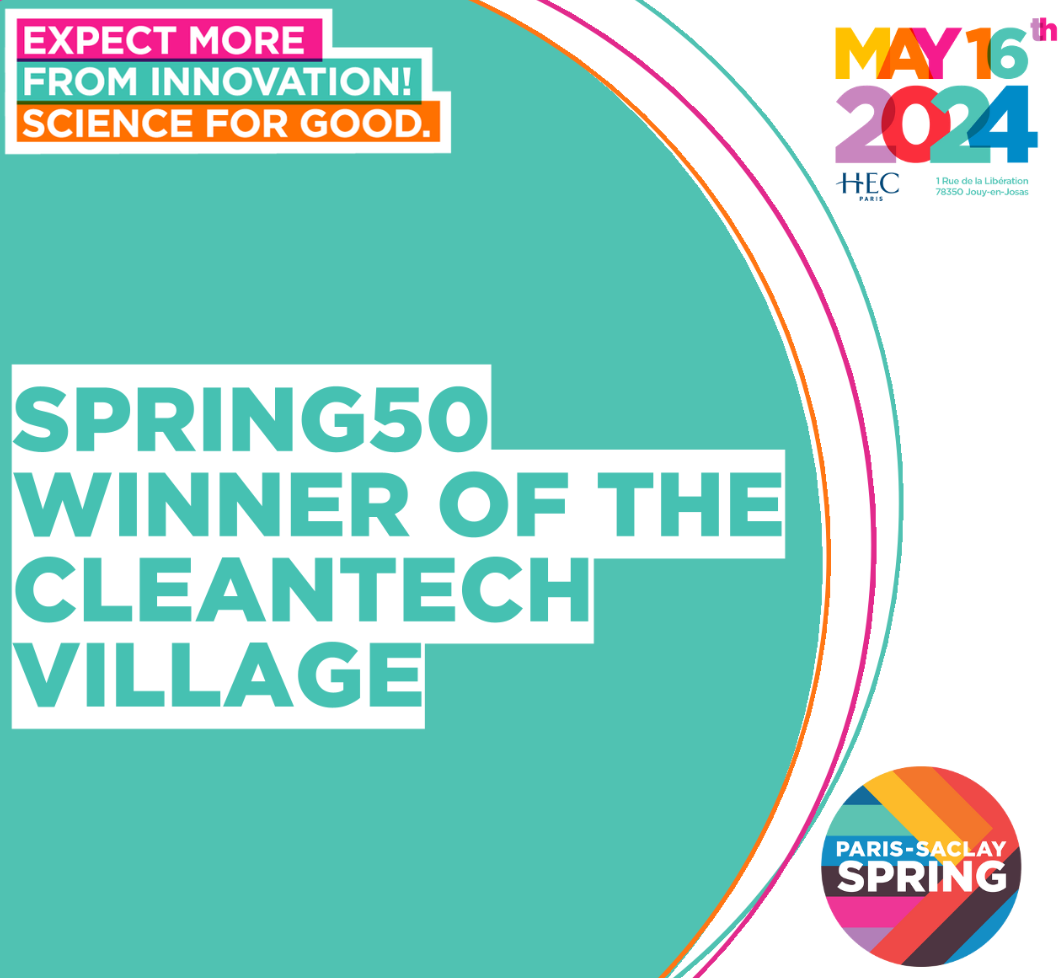 EXPECT MORE
FROM INNOVATION!
SCIENCE FOR GOOD.
MAY 16th
2024
HEC
PARIS
1 Rue de la Libération
78350 Jouy-en-Josas
SPRING50
WINNER OF THE
CLEANTECH
VILLAGE
PARIS-SACLAY
SPRING